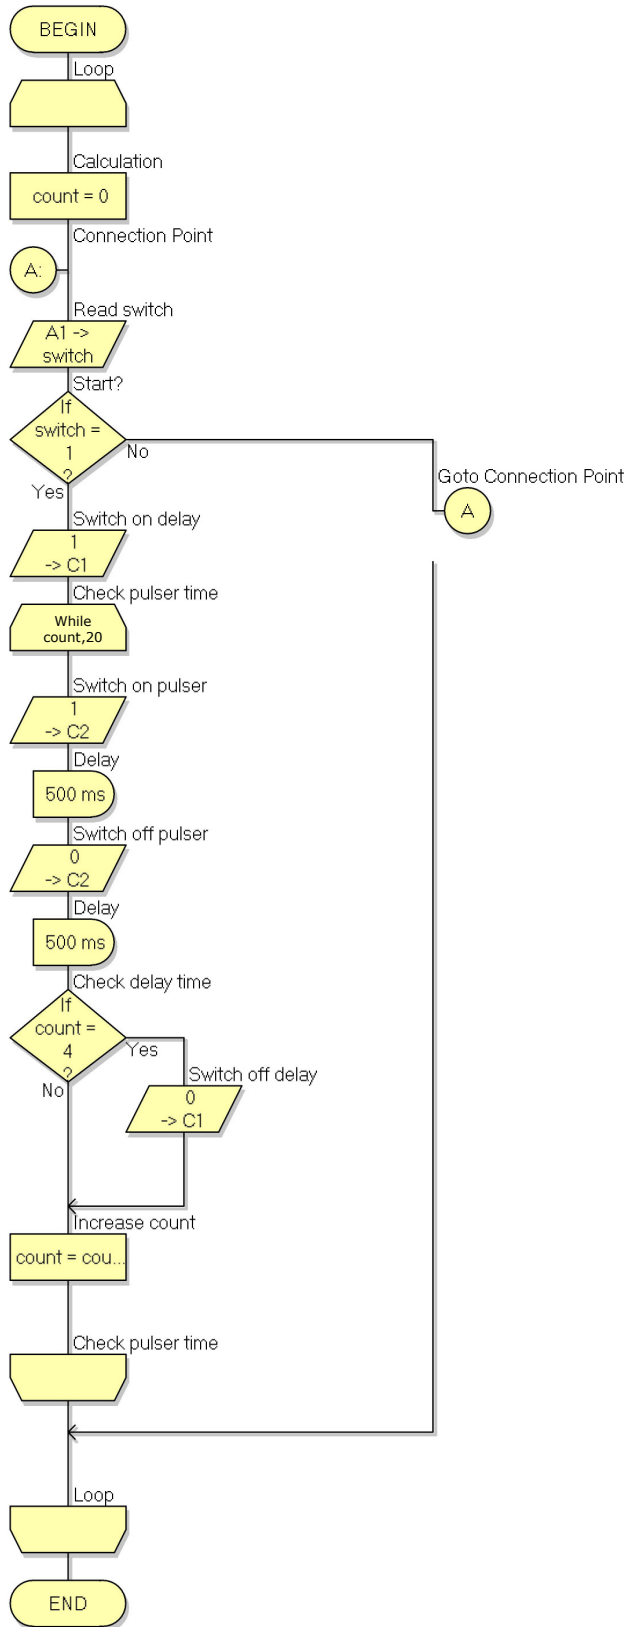 BEGIN
Loop
Calculation
count = 0
Connection Point
A:
Read switch
A1 ->
switch
Start?
If
switch =
1
?
No
Yes
Goto Connection Point
A
Switch on delay
1
-> C1
Check pulser time
While
count,20
Switch on pulser
1
-> C2
Delay
500 ms
Switch off pulser
0
-> C2
Delay
500 ms
Check delay time
If
count =
4
?
Yes
No
Switch off delay
0
-> C1
Increase count
count = cou...
Check pulser time
Loop
END